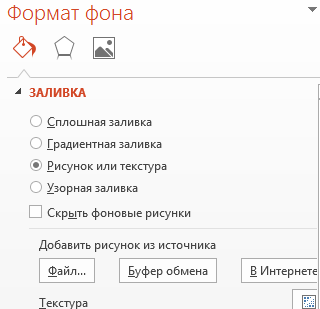 Формат фона
ЗАЛИВКА
Сплошная заливка
Градиентная заливка
Рисунок или текстура
Узорная заливка
Скрыть фоновые рисунки
Добавить рисунок из источника
Файл... Буфер обмена В Интернете
Текстура